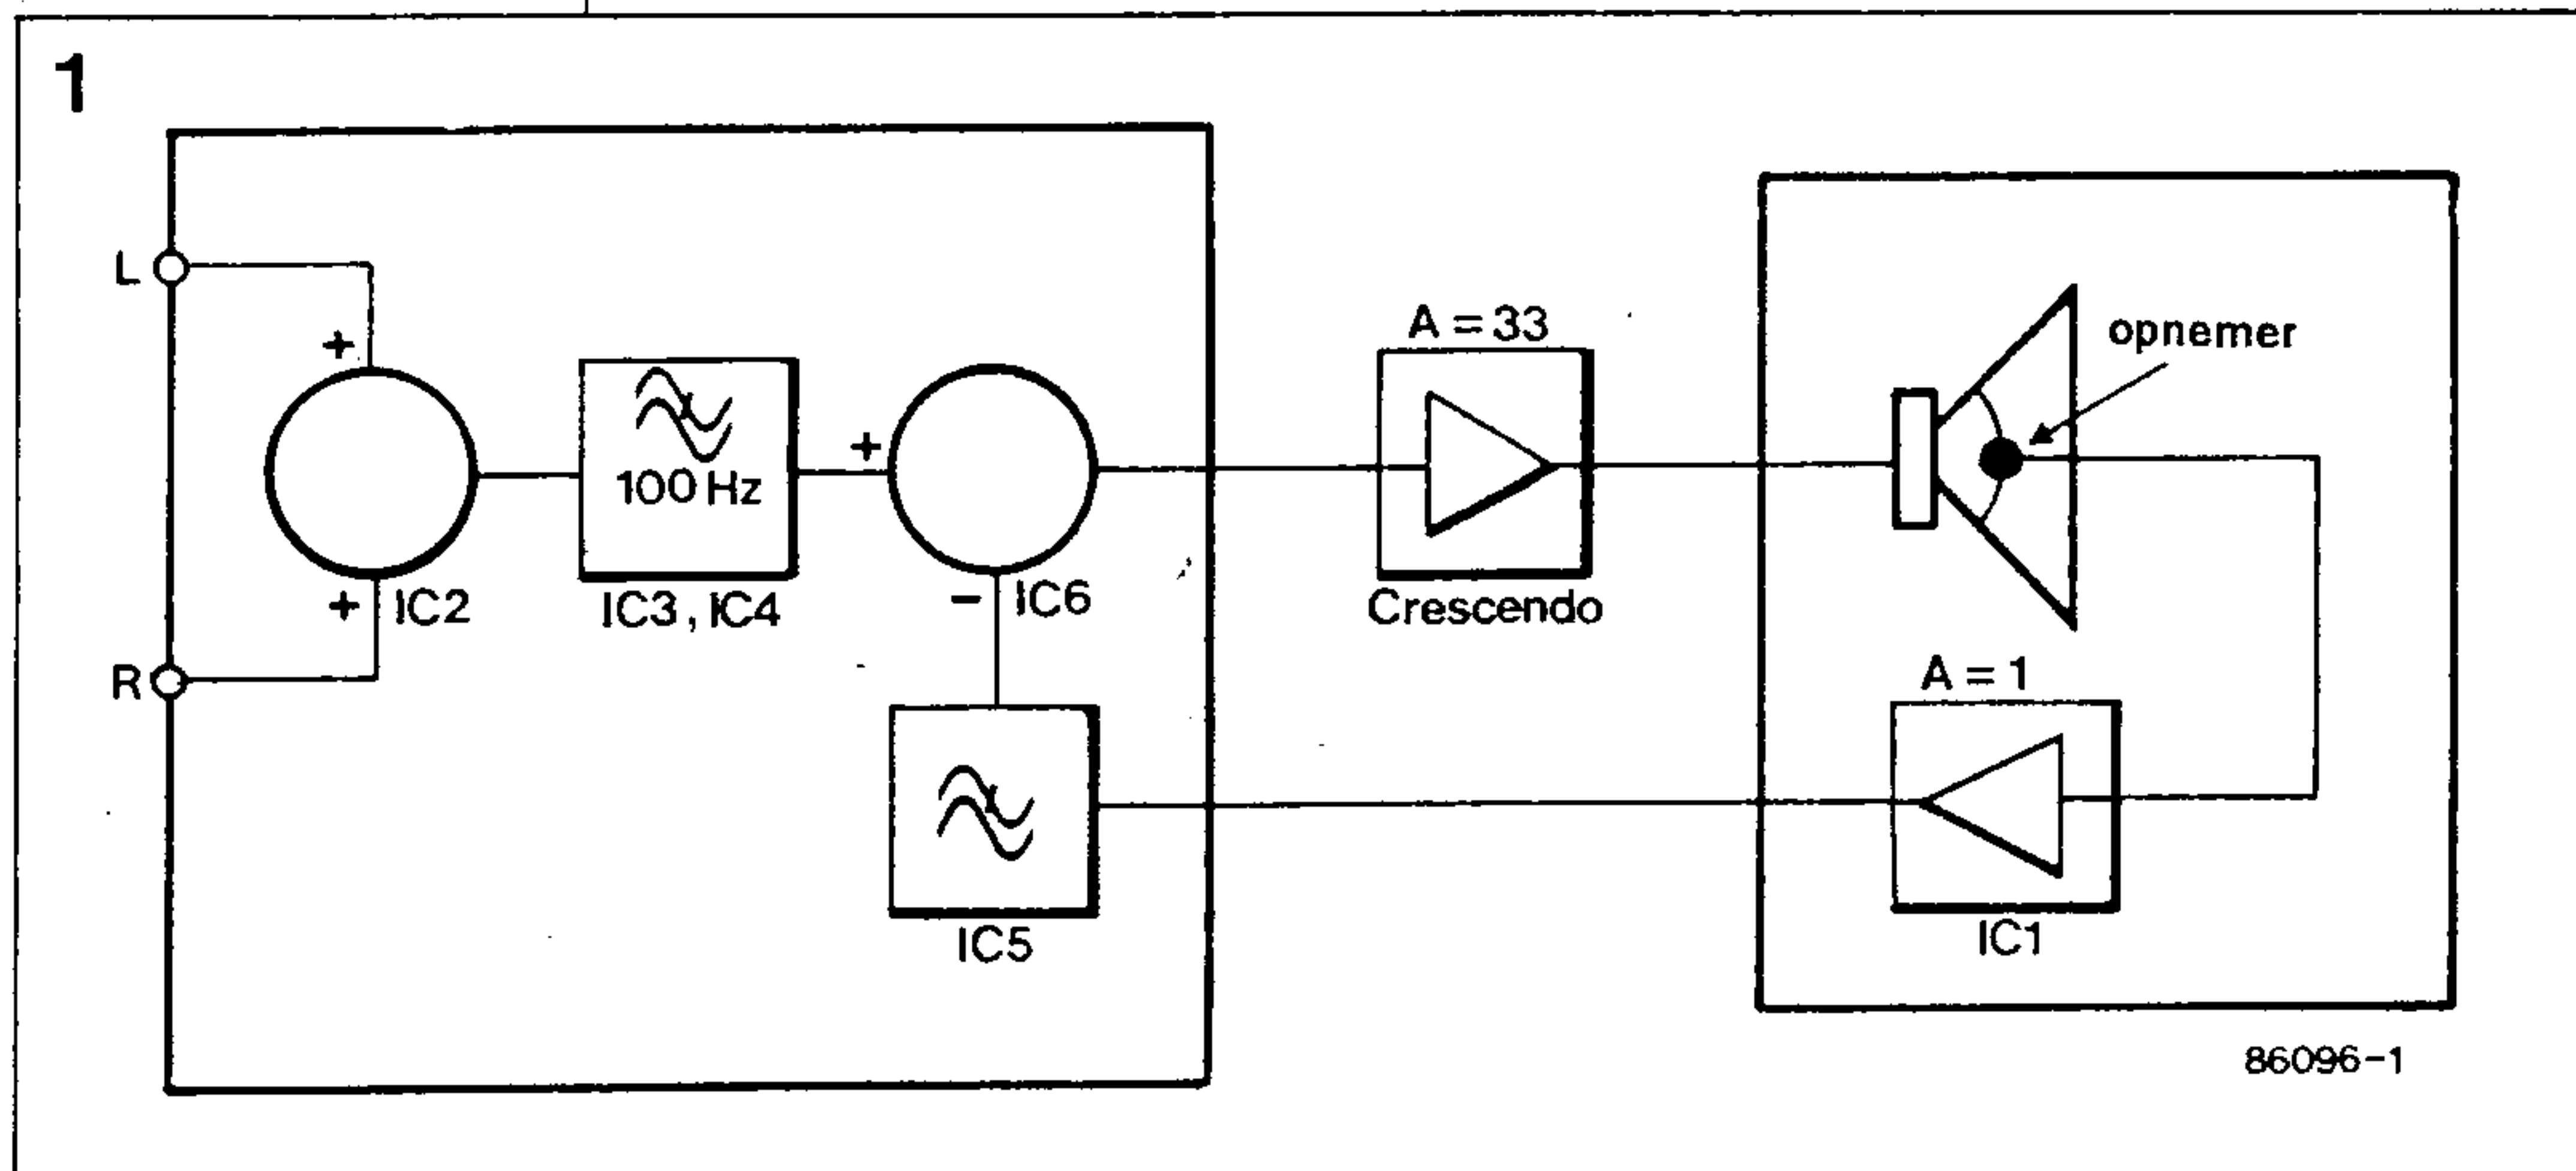 1
L
R
+
+
IC2
100 Hz
IC3, IC4
+
-
IC6
IC5
A = 33
Crescendo
opnemer
A = 1
IC1
86096-1